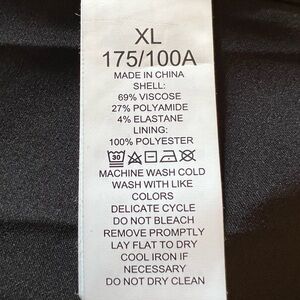 XL
175/100A
MADE IN CHINA
SHELL:
69% VISCOSE
27% POLYAMIDE
4% ELASTANE
LINING:
100% POLYESTER
30
MACHINE WASH COLD
WASH WITH LIKE
COLORS
DELICATE CYCLE
DO NOT BLEACH
REMOVE PROMPTLY
LAY FLAT TO DRY
COOL IRON IF
NECESSARY
DO NOT DRY CLEAN